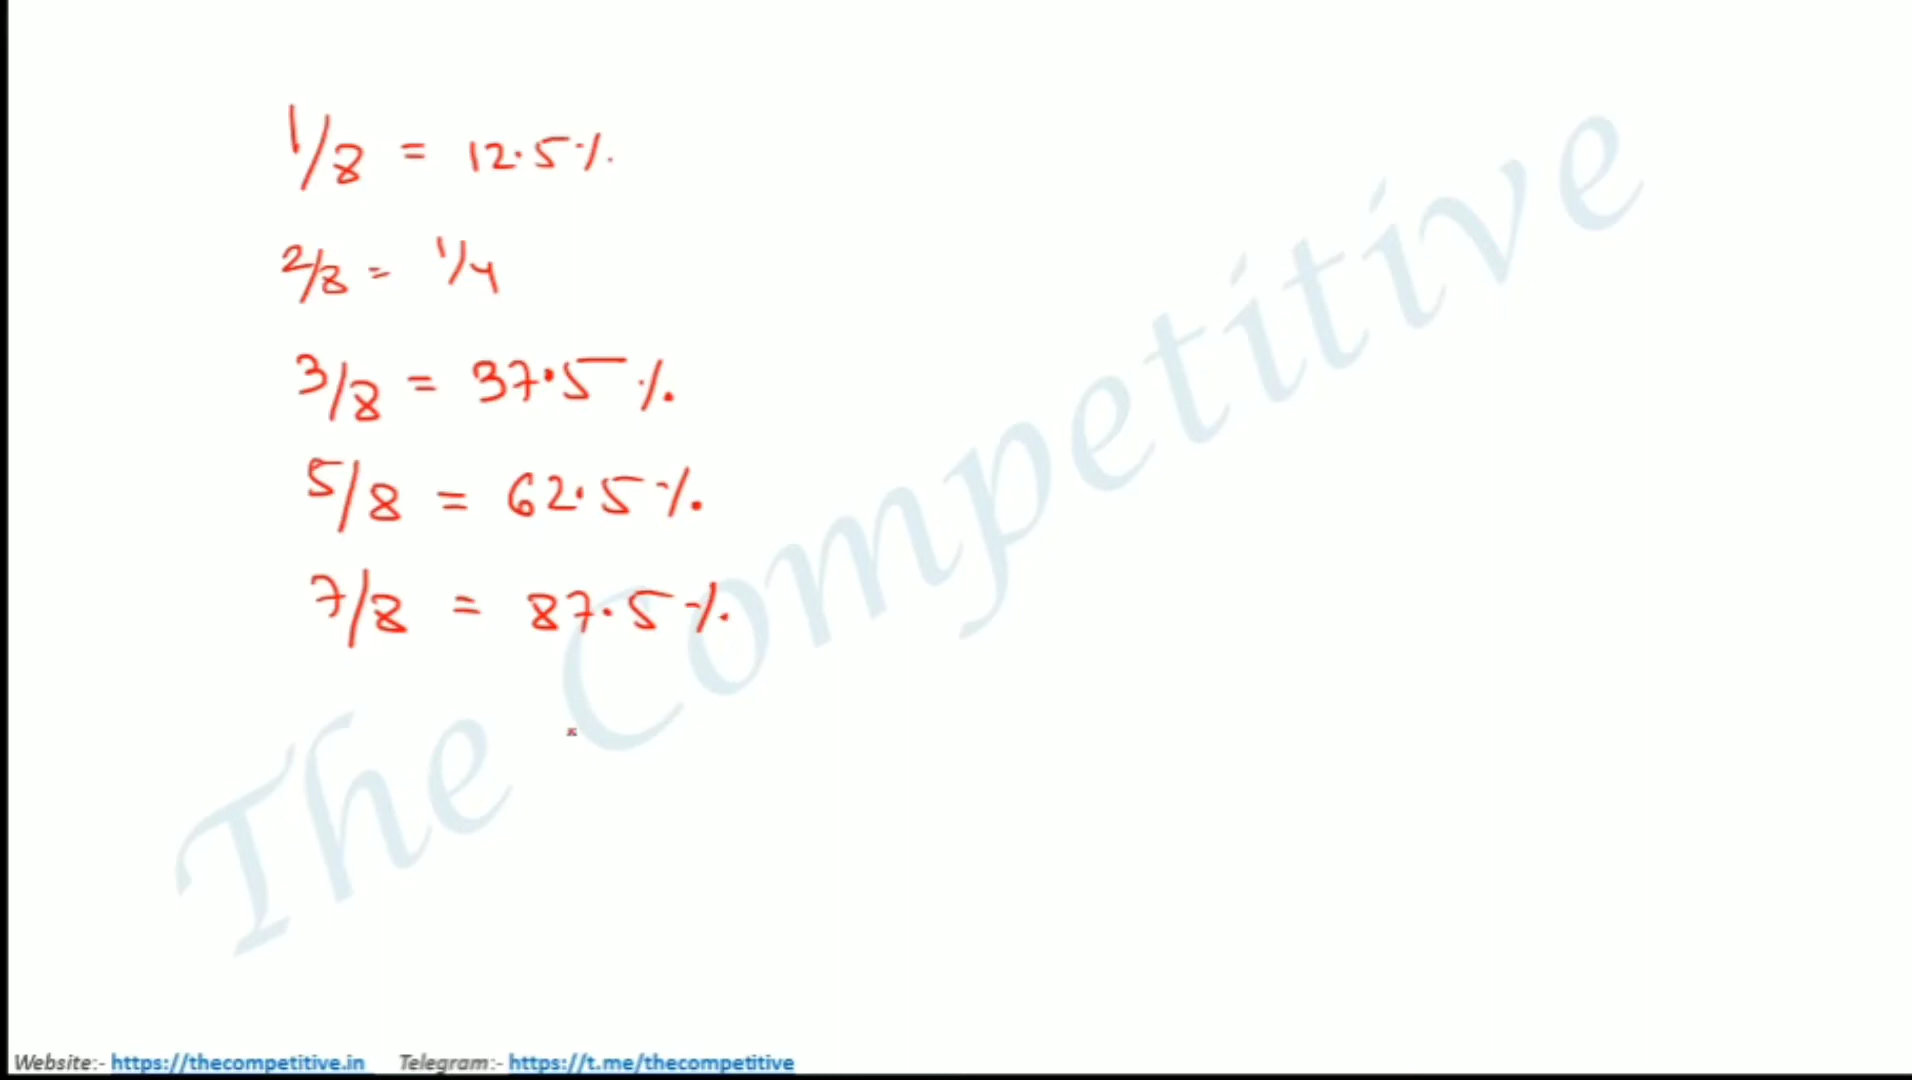 1/8 = 12.5%
2/8 = 1/4
3/8 = 37.5%
5/8 = 62.5%
7/8 = 87.5%
The Competitive
Website:- https://thecompetitive.in Telegram:- https://t.me/thecompetitive